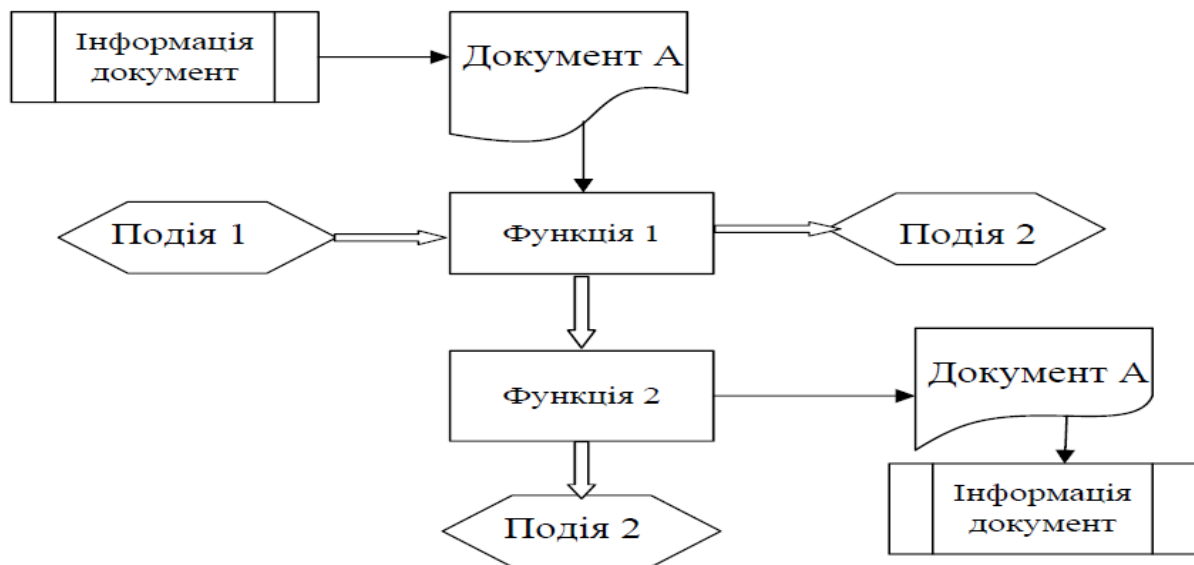 Інформація
документ
Документ А
Подія 1
Функція 1
Подія 2
Функція 2
Документ А
Подія 2
Інформація
документ